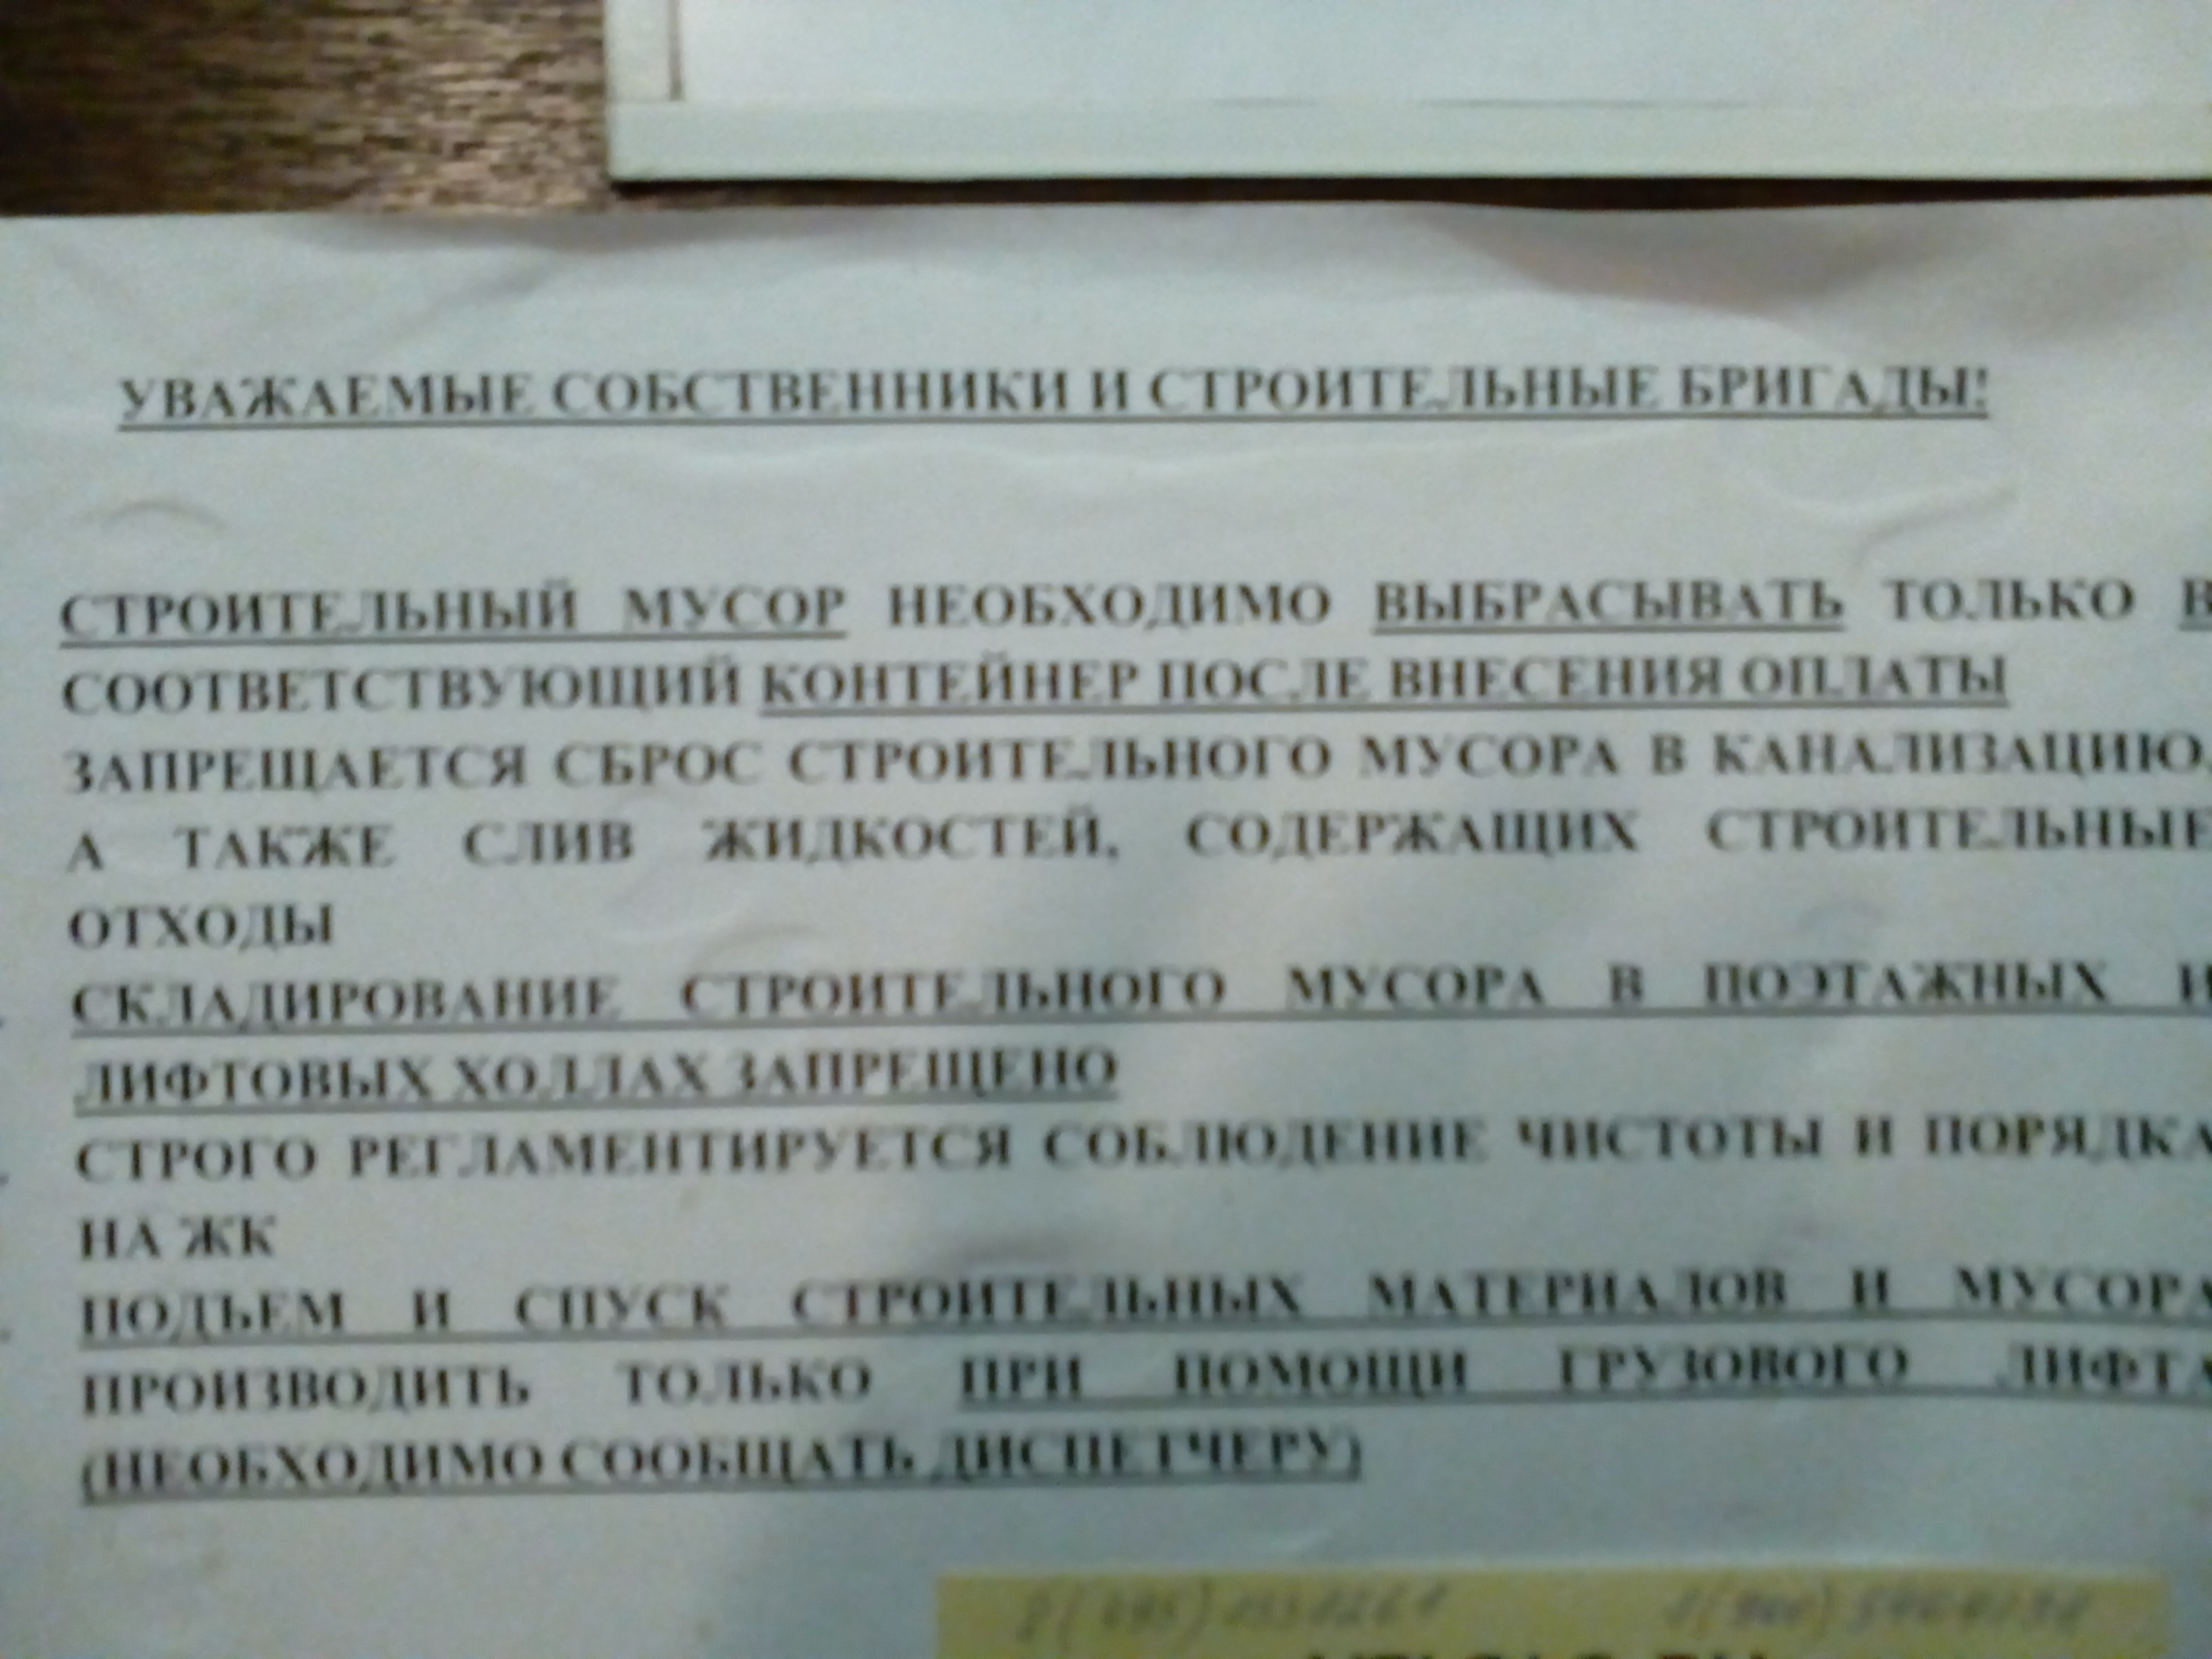 УВАЖАЕМЫЕ СОБСТВЕННИКИ И СТРОИТЕЛЬНЫЕ БРИГАДЫ!
СТРОИТЕЛЬНЫЙ МУСОР НЕОБХОДИМО ВЫБРАСЫВАТЬ ТОЛЬКО В
СООТВЕТСТВУЮЩИЙ КОНТЕЙНЕР ПОСЛЕ ВНЕСЕНИЯ ОПЛАТЫ
ЗАПРЕЩАЕТСЯ СБРОС СТРОИТЕЛЬНОГО МУСОРА В КАНАЛИЗАЦИЮ,
А ТАКЖЕ СЛИВ ЖИДКОСТЕЙ, СОДЕРЖАЩИХ СТРОИТЕЛЬНЫЕ
ОТХОДЫ
СКЛАДИРОВАНИЕ СТРОИТЕЛЬНОГО МУСОРА В ПОЭТАЖНЫХ И
ЛИФТОВЫХ ХОЛЛАХ ЗАПРЕЩЕНО
СТРОГО РЕГЛАМЕНТИРУЕТСЯ СОБЛЮДЕНИЕ ЧИСТОТЫ И ПОРЯДКА
НА ЖК
ПОДЪЕМ И СПУСК СТРОИТЕЛЬНЫХ МАТЕРИАЛОВ И МУСОРА
ПРОИЗВОДИТЬ ТОЛЬКО ПРИ ПОМОЩИ ГРУЗОВОГО ЛИФТА
(НЕОБХОДИМО СООБЩАТЬ ДИСПЕТЧЕРУ)